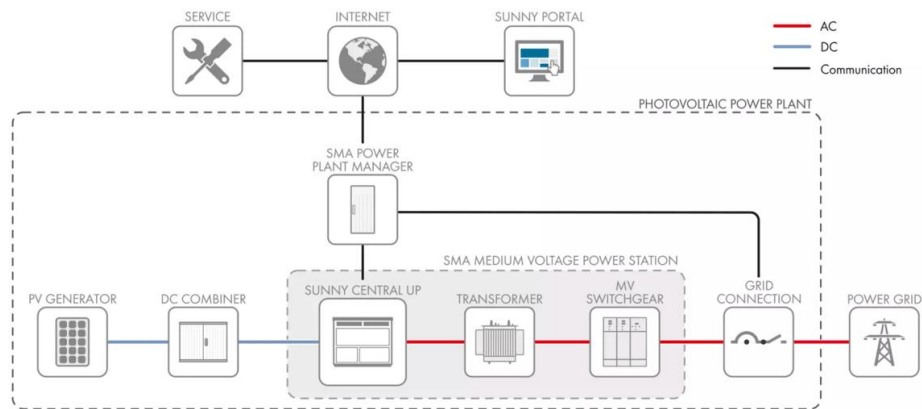 SERVICE
INTERNET
SUNNY PORTAL
AC
DC
Communication
PHOTOVOLTAIC POWER PLANT
SMA POWER
PLANT MANAGER
SMA MEDIUM VOLTAGE POWER STATION
PV GENERATOR
DC COMBINER
SUNNY CENTRAL UP
TRANSFORMER
MV
SWITCHGEAR
GRID
CONNECTION
POWER GRID